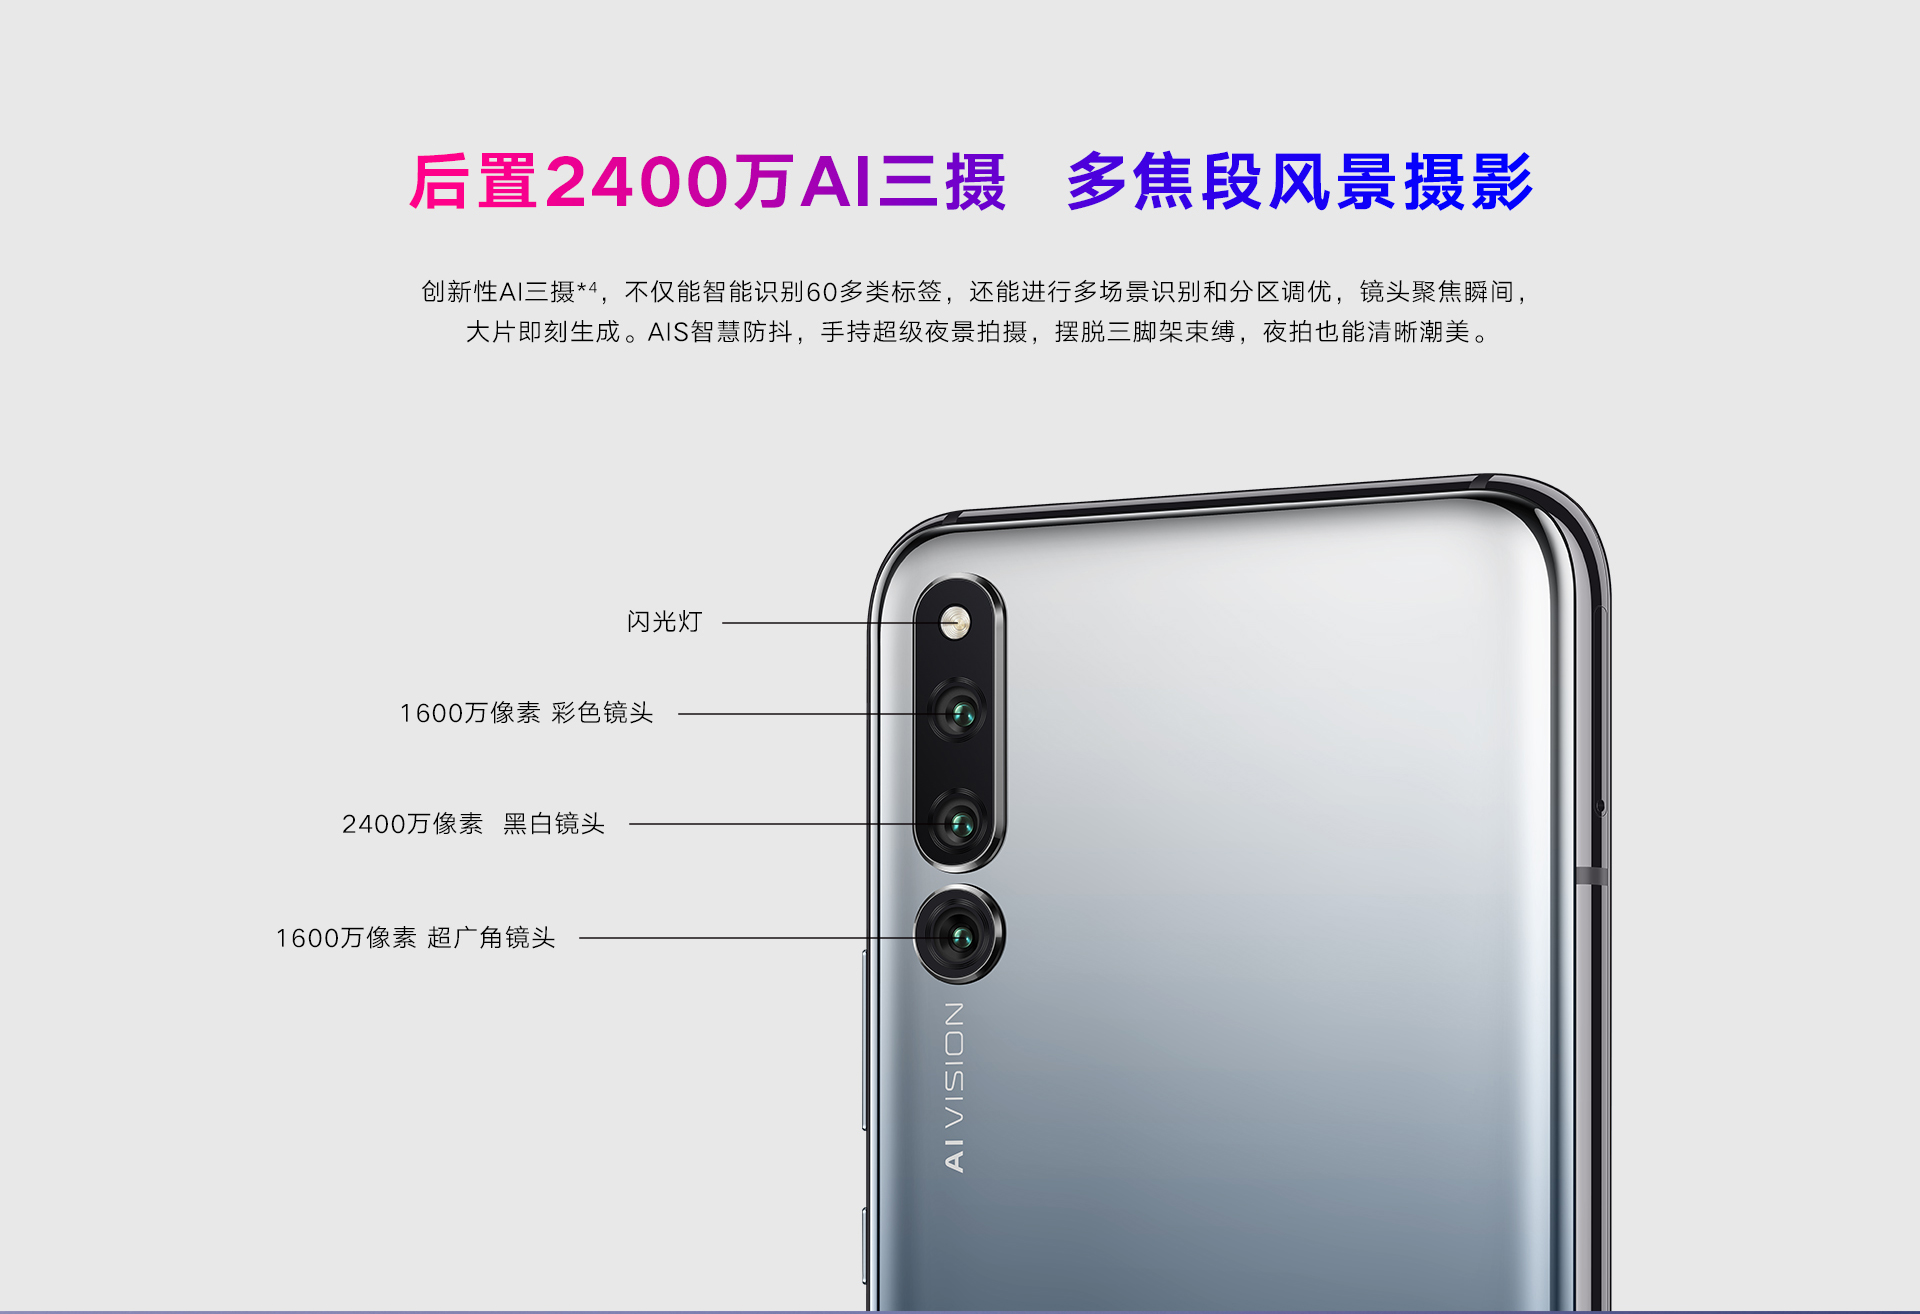 后置2400万AI三摄 多焦段风景摄影
创新性AI三摄*4，不仅能智能识别60多类标签，还能进行多场景识别和分区调优，镜头聚焦瞬间，
大片即刻生成。AIS智慧防抖，手持超级夜景拍摄，摆脱三脚架束缚，夜拍也能清晰潮美。
闪光灯
1600万像素 彩色镜头
2400万像素 黑白镜头
1600万像素 超广角镜头
AI VISION